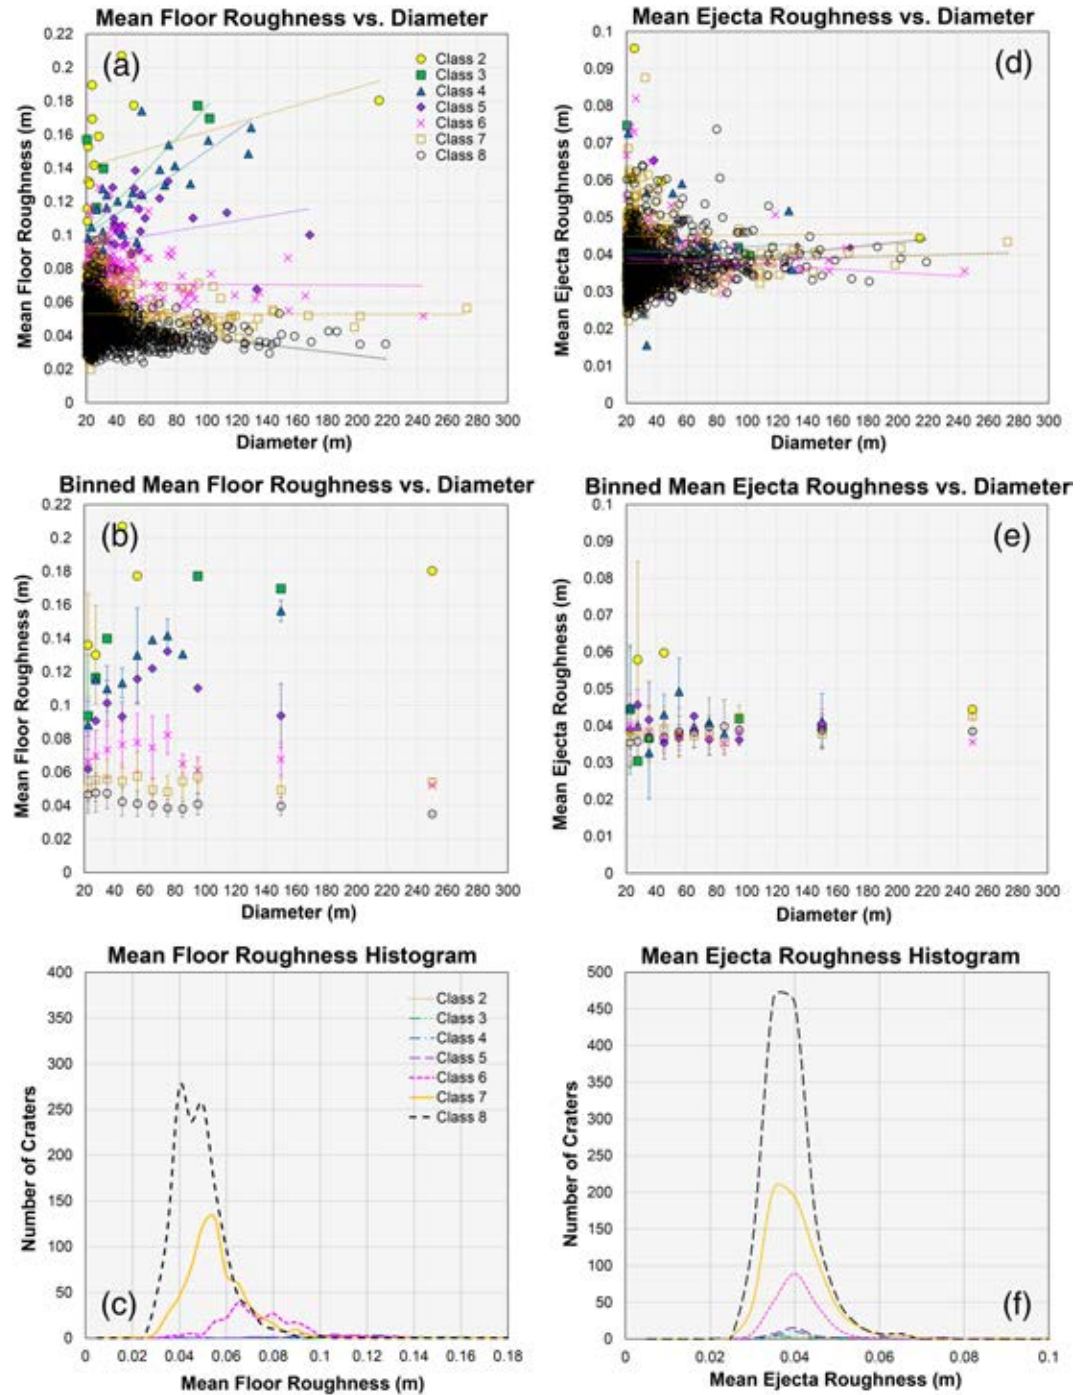 Mean Floor Roughness vs. Diameter
(a)
Class 2
Class 3
Class 4
Class 5
Class 6
Class 7
Class 8
0.22
0.2
0.18
0.16
0.14
0.12
0.1
0.08
0.06
0.04
0.02
0
Mean Floor Roughness (m)
20 40 60 80 100 120 140 160 180 200 220 240 260 280 300
Diameter (m)
Mean Ejecta Roughness vs. Diameter
(d)
0.1
0.09
0.08
0.07
0.06
0.05
0.04
0.03
0.02
0.01
0
Mean Ejecta Roughness (m)
20 40 60 80 100 120 140 160 180 200 220 240 260 280 300
Diameter (m)
Binned Mean Floor Roughness vs. Diameter
(b)
0.22
0.2
0.18
0.16
0.14
0.12
0.1
0.08
0.06
0.04
0.02
0
Mean Floor Roughness (m)
20 40 60 80 100 120 140 160 180 200 220 240 260 280 300
Diameter (m)
Binned Mean Ejecta Roughness vs. Diameter
(e)
0.1
0.09
0.08
0.07
0.06
0.05
0.04
0.03
0.02
0.01
0
Mean Ejecta Roughness (m)
20 40 60 80 100 120 140 160 180 200 220 240 260 280 300
Diameter (m)
Mean Floor Roughness Histogram
400
350
300
250
200
150
100
50
0
Number of Craters
Class 2
Class 3
Class 4
Class 5
Class 6
Class 7
Class 8
(c)
0 0.02 0.04 0.06 0.08 0.1 0.12 0.14 0.16 0.18
Mean Floor Roughness (m)
Mean Ejecta Roughness Histogram
500
450
400
350
300
250
200
150
100
50
0
Number of Craters
(f)
0 0.02 0.04 0.06 0.08 0.1
Mean Ejecta Roughness (m)